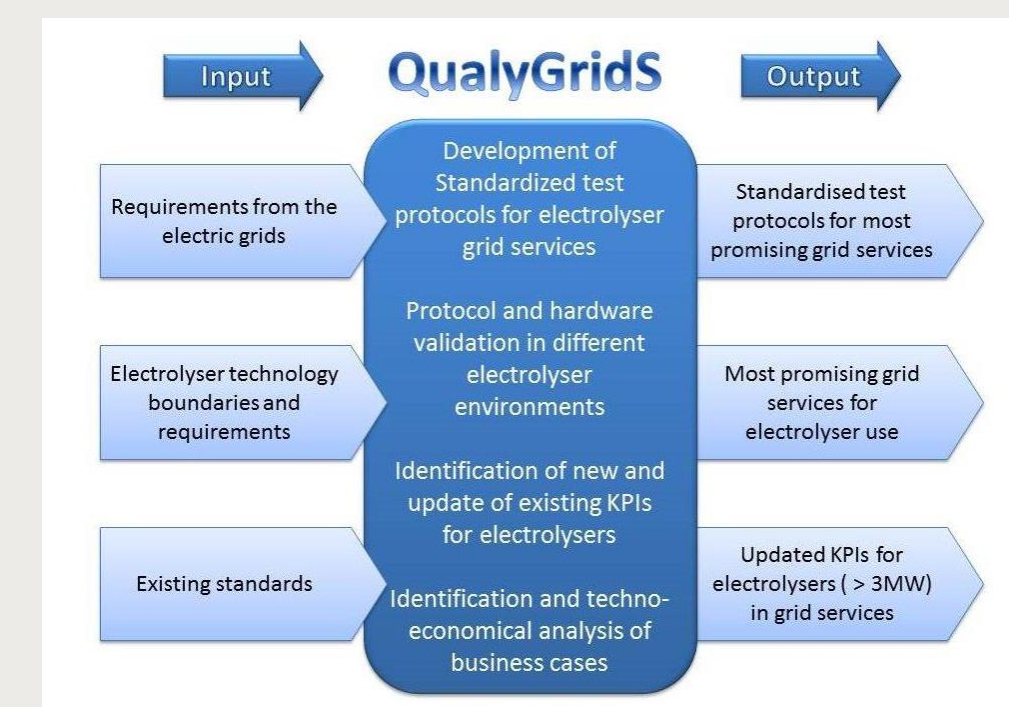 Input
QualyGridS
Output
Requirements from the
electric grids
Electrolyser technology
boundaries and
requirements
Existing standards
Development of
Standardized test
protocols for electrolyser
grid services
Protocol and hardware
validation in different
electrolyser
environments
Identification of new and
update of existing KPIs
for electrolysers
Identification and techno-
economical analysis of
business cases
Standardised test
protocols for most
promising grid services
Most promising grid
services for
electrolyser use
Updated KPIs for
electrolysers ( > 3MW)
in grid services